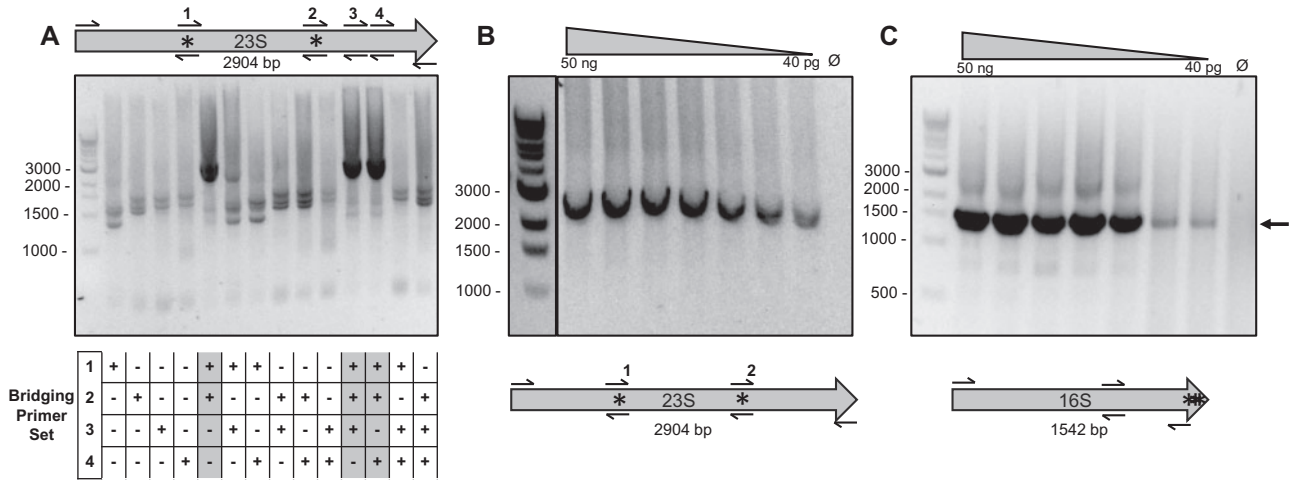 A
1 2 3 4
* 23S *
2904 bp
3000 -
2000 -
1500 -
1000 -
Bridging
Primer
Set
1 + - - - + + + - - - + + + -
2 - + - - + - - + + - + + - +
3 - - + - - + - + - + + - + +
4 - - - + - - + - + + - + + +
B
50 ng 40 pg Ø
3000 -
2000 -
1500 -
1000 -
1 2
* 23S *
2904 bp
C
50 ng 40 pg Ø
3000 -
2000 -
1500 -
1000 -
500 -
16S **
1542 bp